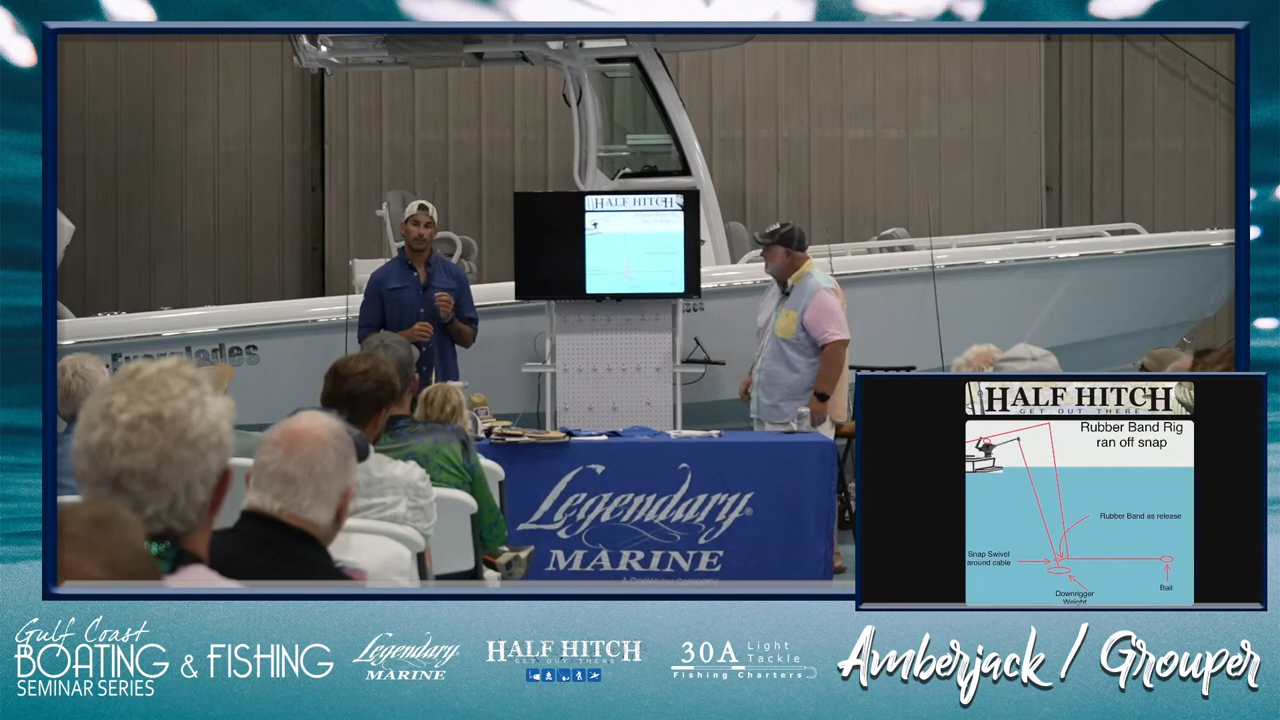 HALF HITCH
Everglades
Legendary
MARINE
HALF HITCH
GET OUT THERE
Rubber Band Rig
ran off snap
Rubber Band as release
Snap Swivel
around cable
Bait
Downrigger
Weight
Gulf Coast
BOATING & FISHING
SEMINAR SERIES
Legendary
MARINE
HALF HITCH
GET OUT THERE
30A Light
Tackle
Fishing Charters
Amberjack / Grouper